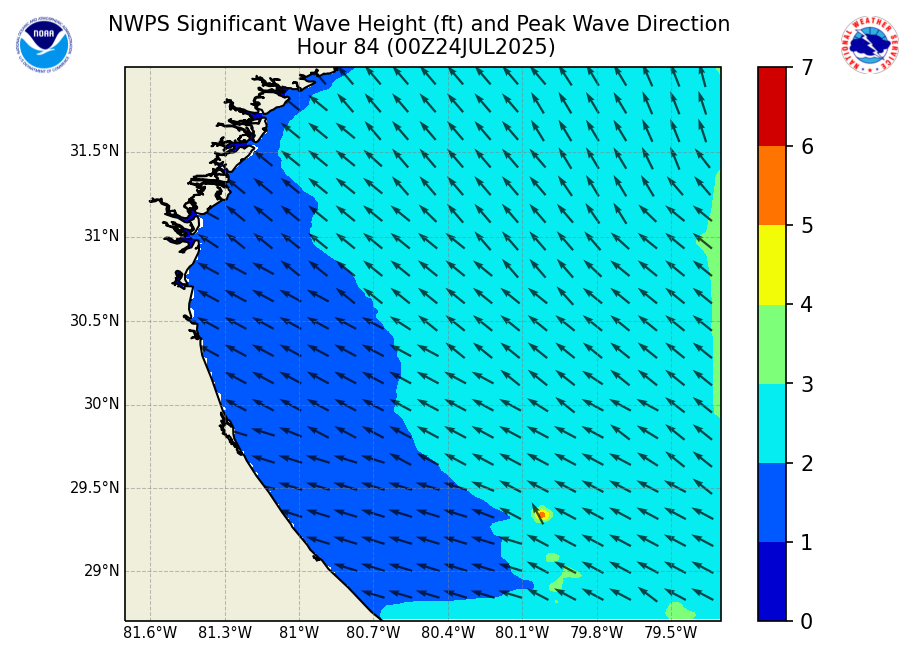 NWPS Significant Wave Height (ft) and Peak Wave Direction
Hour 84 (00Z24JUL2025)
NOAA
NATIONAL WEATHER SERVICE
31.5°N
31°N
30.5°N
30°N
29.5°N
29°N
81.6°W 81.3°W 81°W 80.7°W 80.4°W 80.1°W 79.8°W 79.5°W
7
6
5
4
3
2
1
0